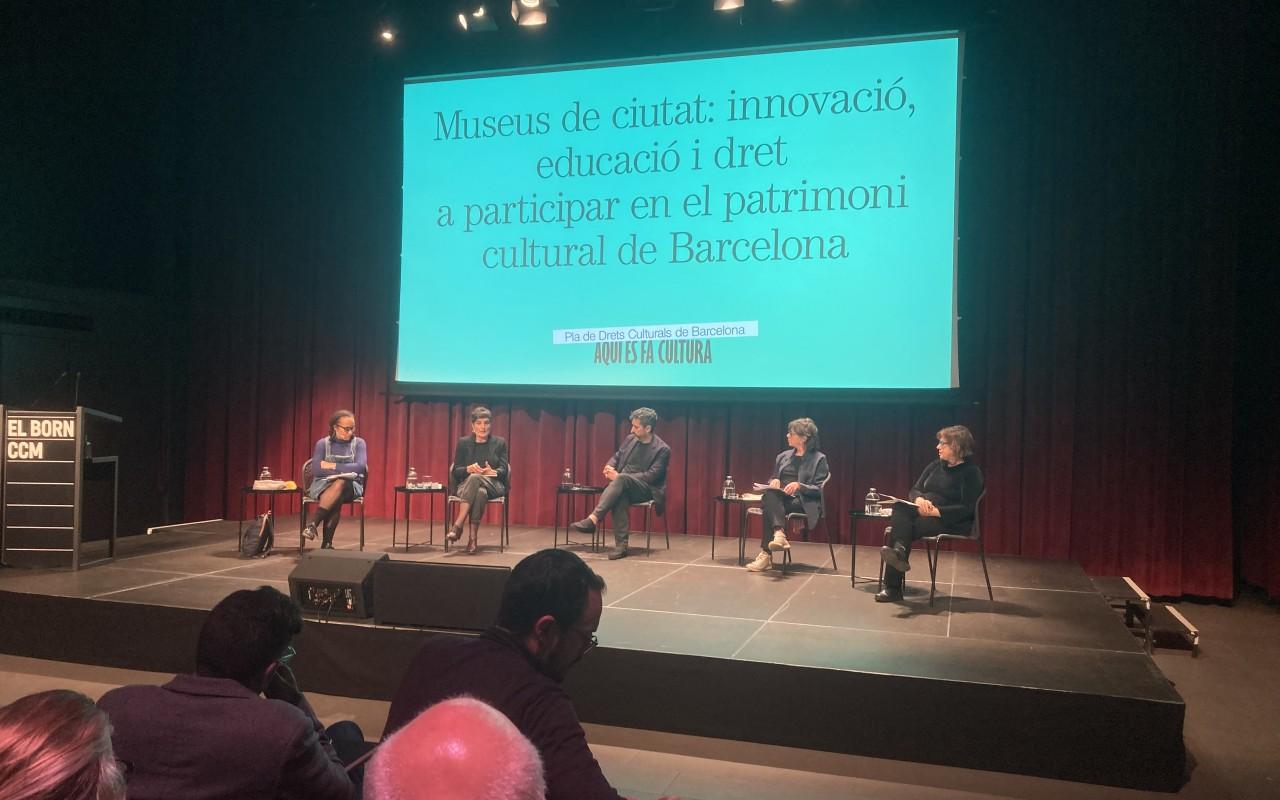 Museus de ciutat: innovació,
educació i dret
a participar en el patrimoni
cultural de Barcelona
Pla de Drets Culturals de Barcelona
AQUÍ ES FA CULTURA
EL BORN
CCM